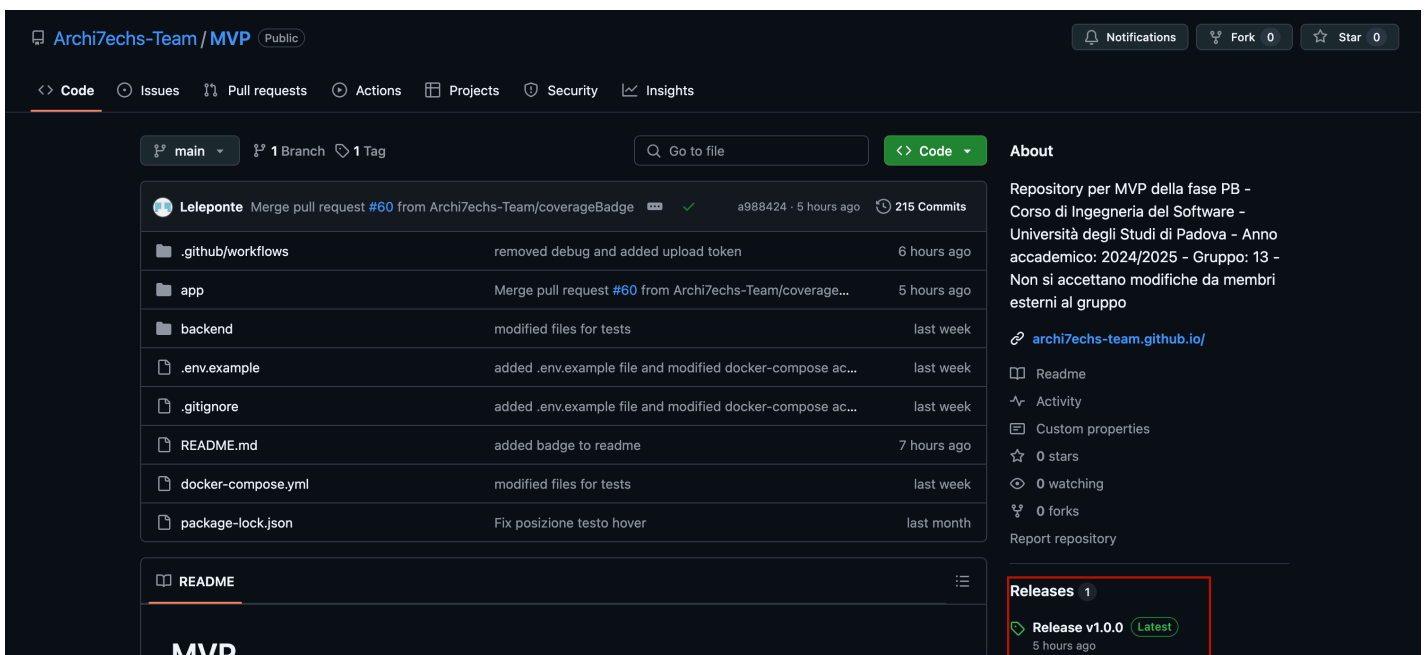 Archi7echs-Team / MVP Public
Notifications Fork 0 Star 0
Code Issues Pull requests Actions Projects Security Insights
main 1 Branch 1 Tag Go to file Code
Leleponte Merge pull request #60 from Archi7echs-Team/coverageBadge a988424 · 5 hours ago 215 Commits
.github/workflows removed debug and added upload token 6 hours ago
app Merge pull request #60 from Archi7echs-Team/coverage... 5 hours ago
backend modified files for tests last week
.env.example added .env.example file and modified docker-compose ac... last week
.gitignore added .env.example file and modified docker-compose ac... last week
README.md added badge to readme 7 hours ago
docker-compose.yml modified files for tests last week
package-lock.json Fix posizione testo hover last month
README
MVP
About
Repository per MVP della fase PB -
Corso di Ingegneria del Software -
Università degli Studi di Padova - Anno
accademico: 2024/2025 - Gruppo: 13 -
Non si accettano modifiche da membri
esterni al gruppo
archi7echs-team.github.io/
Readme
Activity
Custom properties
0 stars
0 watching
0 forks
Report repository
Releases 1
Release v1.0.0 Latest
5 hours ago